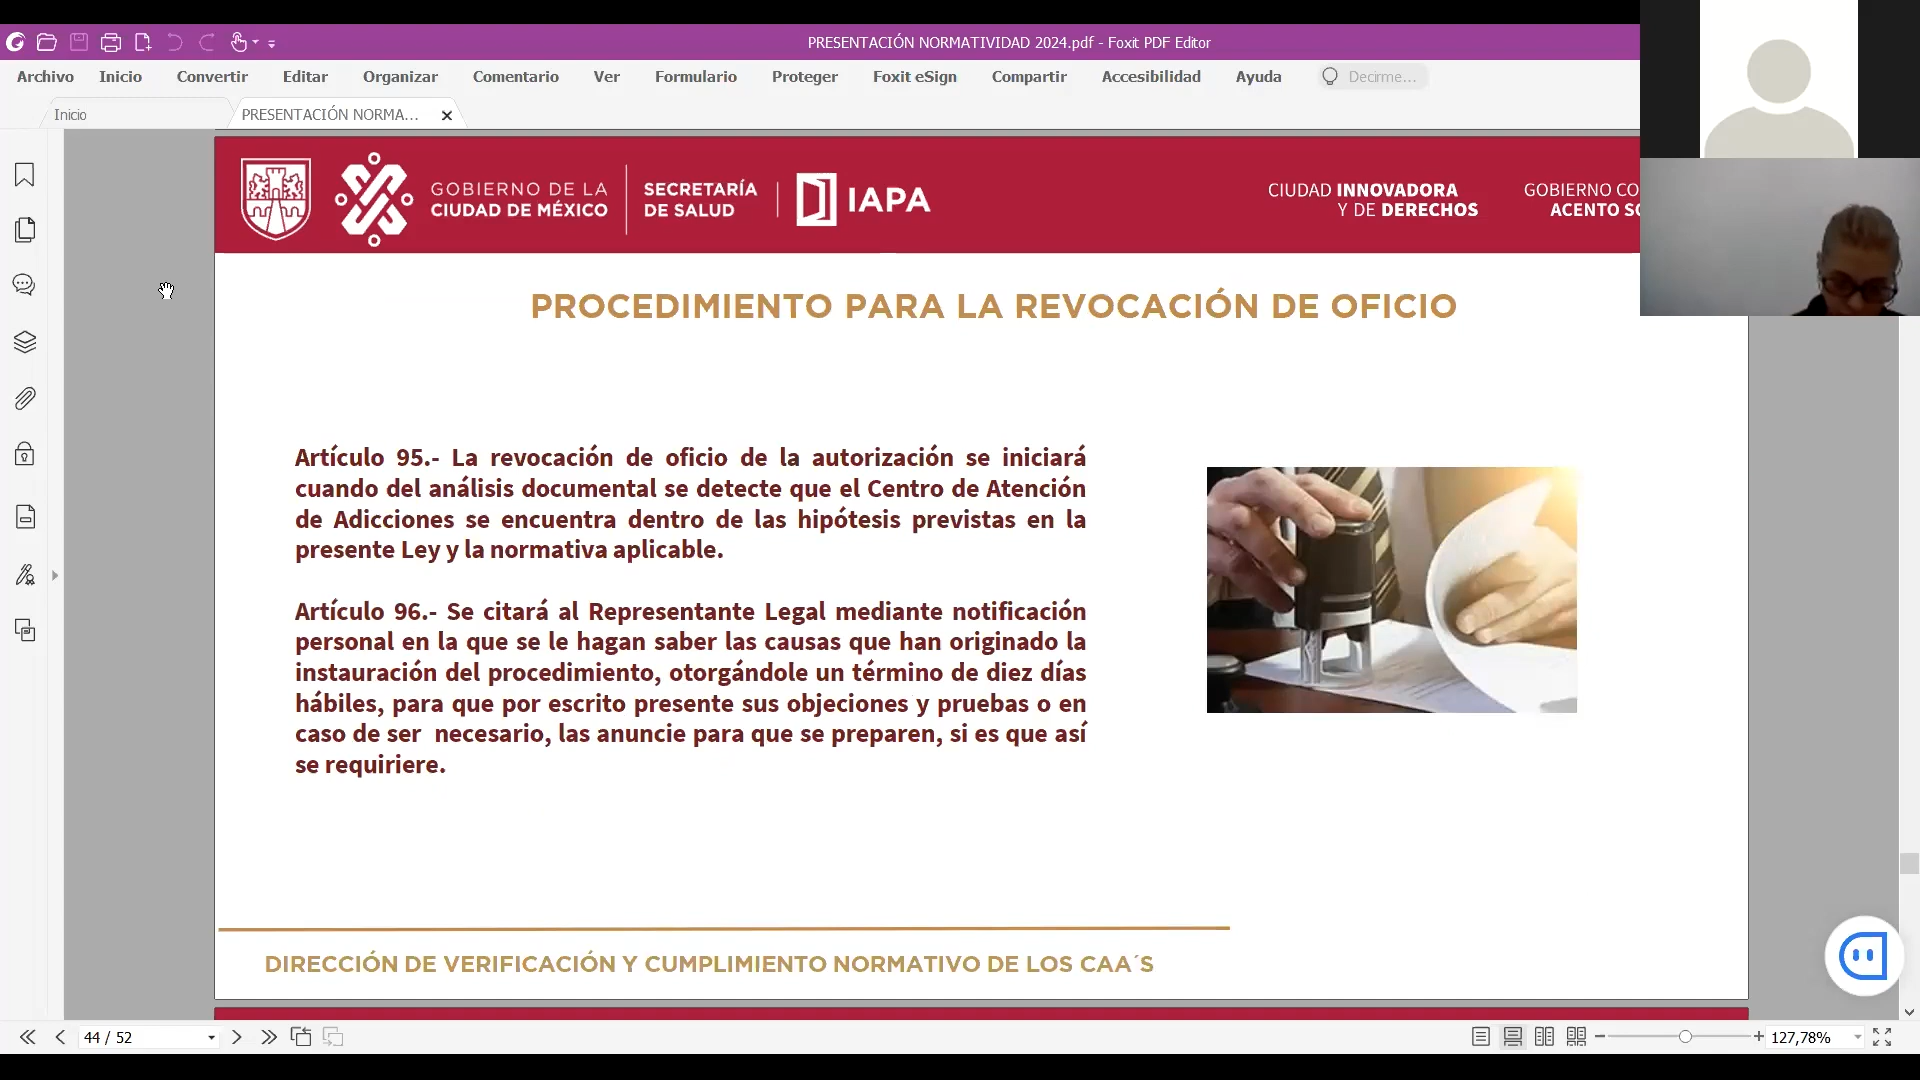 PRESENTACIÓN NORMATIVIDAD 2024.pdf - Foxit PDF Editor
Archivo Inicio Convertir Editar Organizar Comentario Ver Formulario Proteger Foxit eSign Compartir Accesibilidad Ayuda Decirme...
Inicio PRESENTACIÓN NORMA...
GOBIERNO DE LA
CIUDAD DE MÉXICO
SECRETARÍA
DE SALUD
IAPA
CIUDAD INNOVADORA
Y DE DERECHOS
GOBIERNO CO
ACENTO SO
PROCEDIMIENTO PARA LA REVOCACIÓN DE OFICIO
Artículo 95.- La revocación de oficio de la autorización se iniciará
cuando del análisis documental se detecte que el Centro de Atención
de Adicciones se encuentra dentro de las hipótesis previstas en la
presente Ley y la normativa aplicable.
Artículo 96.- Se citará al Representante Legal mediante notificación
personal en la que se le hagan saber las causas que han originado la
instauración del procedimiento, otorgándole un término de diez días
hábiles, para que por escrito presente sus objeciones y pruebas o en
caso de ser necesario, las anuncie para que se preparen, si es que así
se requiriere.
DIRECCIÓN DE VERIFICACIÓN Y CUMPLIMIENTO NORMATIVO DE LOS CAA´S
44 / 52
127,78%